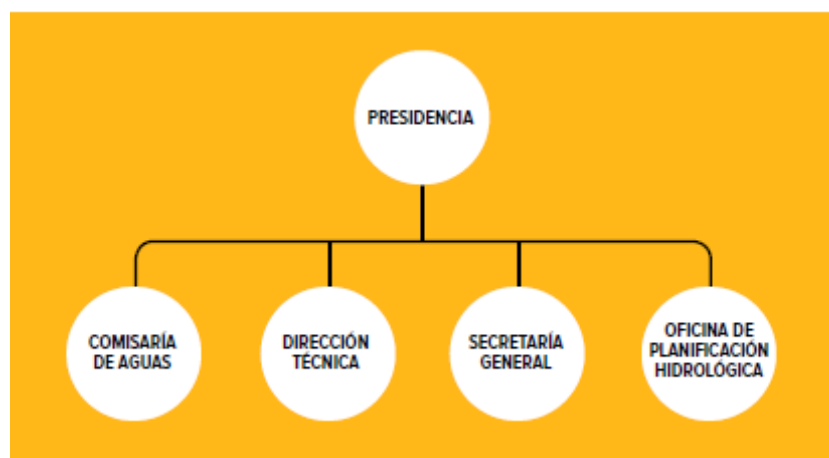 PRESIDENCIA
COMISARÍA
DE AGUAS
DIRECCIÓN
TÉCNICA
SECRETARÍA
GENERAL
OFICINA DE
PLANIFICACIÓN
HIDROLÓGICA